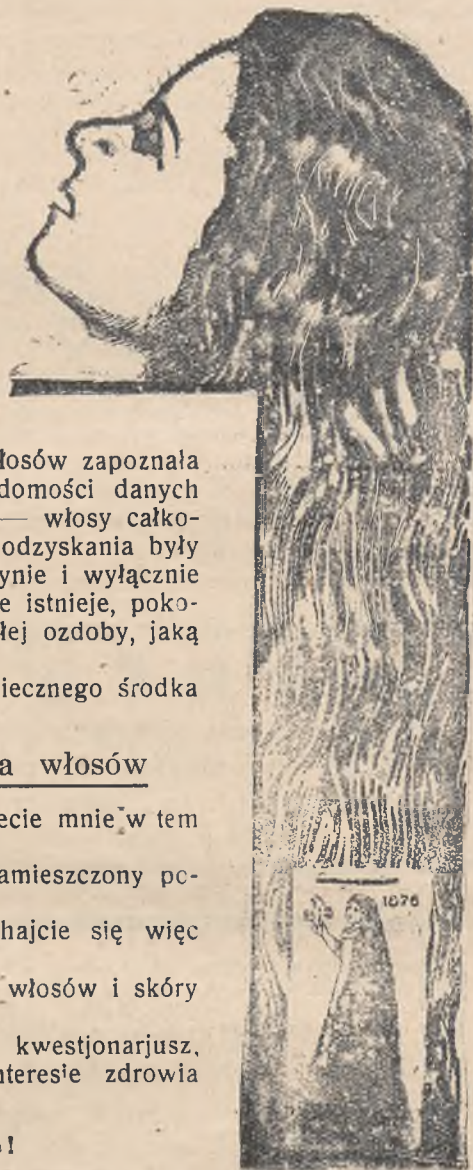 łosów zapoznała
domości danych
— włosy całko-
odzyskania były
ynie i wyłącznie
e istnieje, poko-
łej ozdoby, jaką
iecznego środka
a włosów
ecie mnie w tem
amieszczony po-
hajcie się więc
włosów i skóry
kwestjonarjusz,
nteresie zdrowia
!
1876